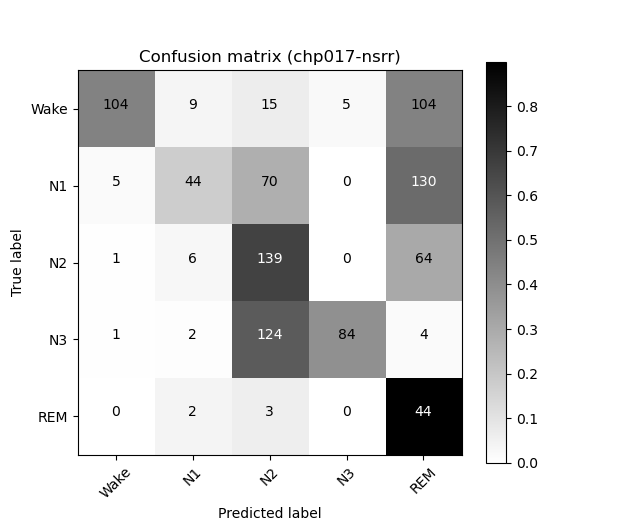 Confusion matrix (chp017-nsrr)
Wake 104 9 15 5 104
N1 5 44 70 0 130
N2 1 6 139 0 64
N3 1 2 124 84 4
REM 0 2 3 0 44
Wake N1 N2 N3 REM
True label
Predicted label
0.8
0.7
0.6
0.5
0.4
0.3
0.2
0.1
0.0